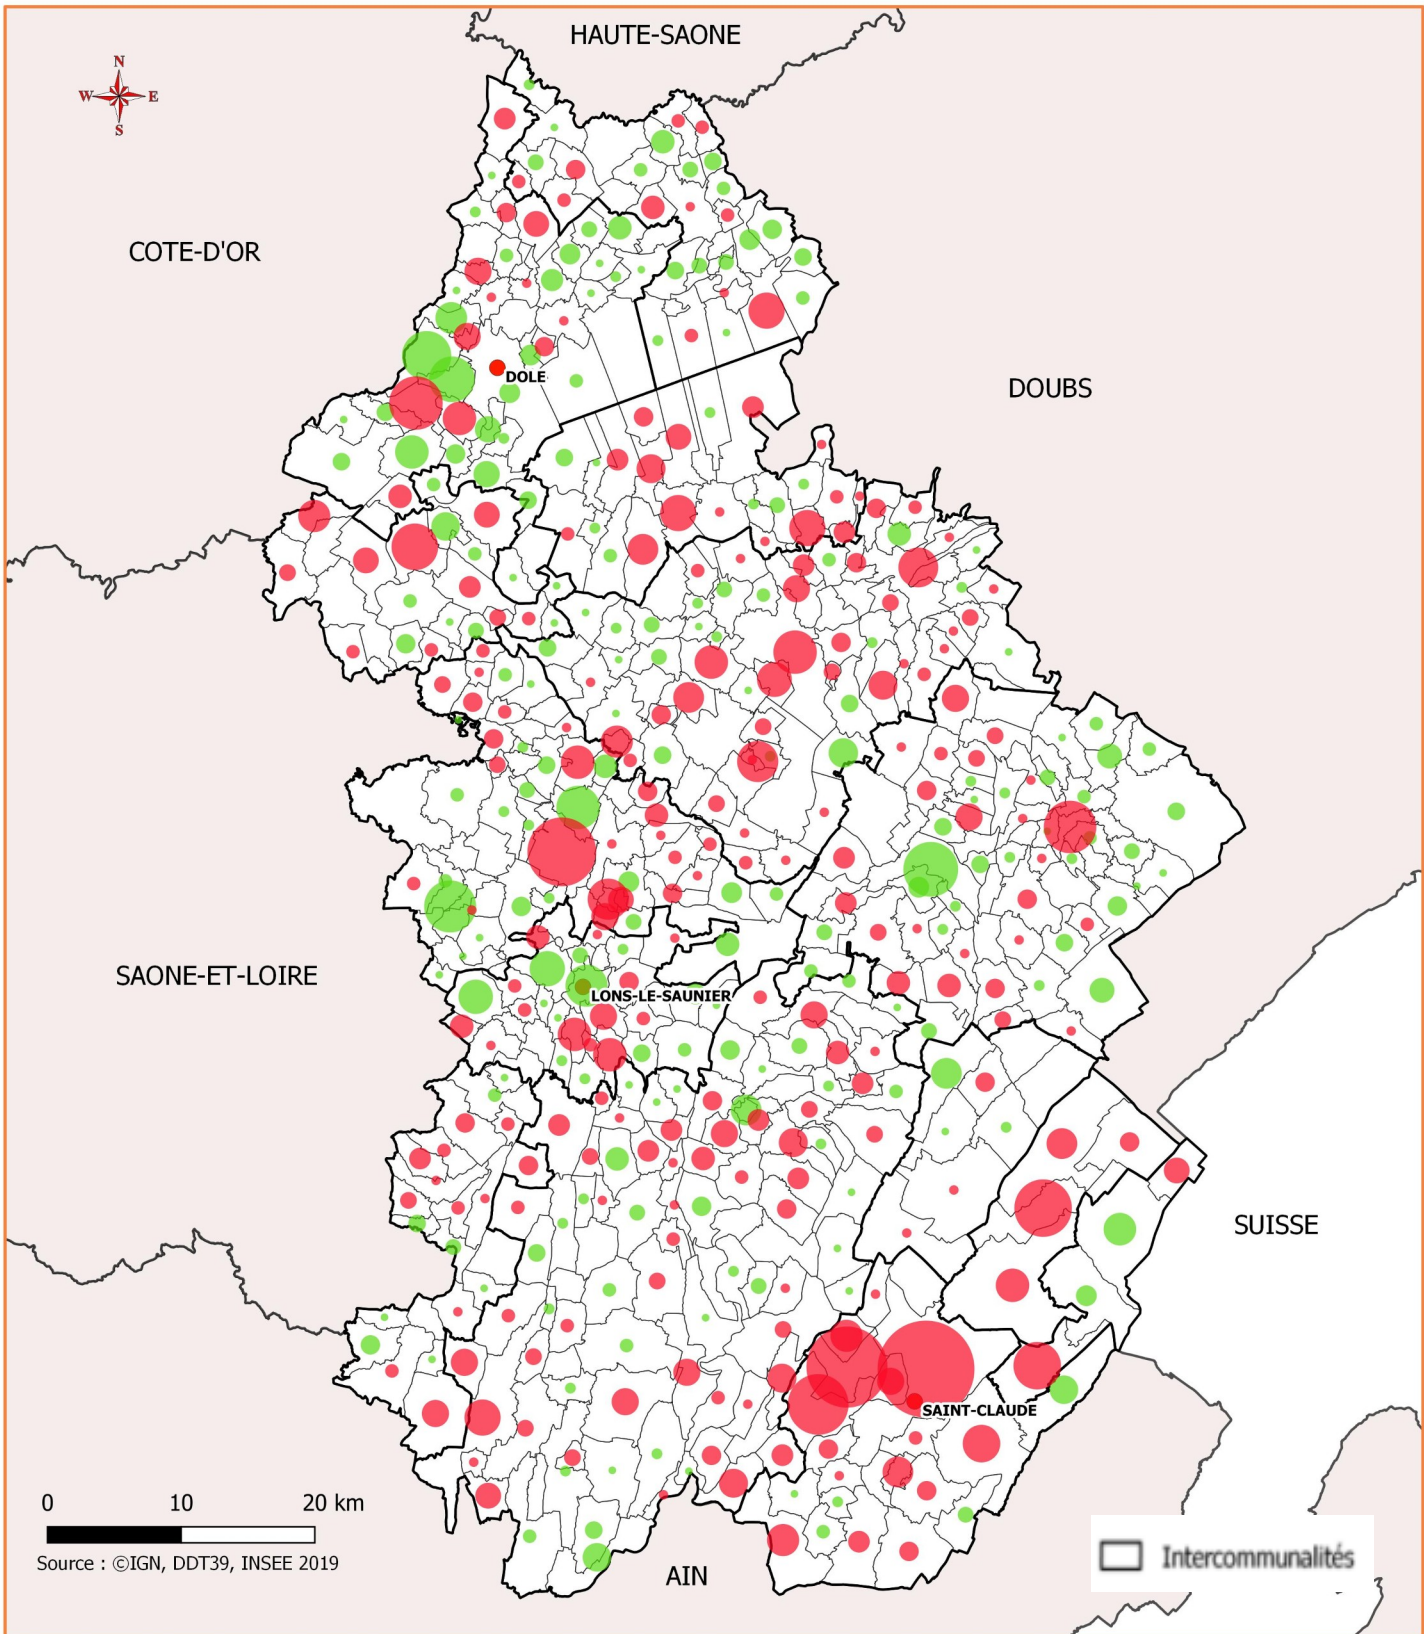 HAUTE-SAONE
N
W E
S
COTE-D'OR
DOLE
DOUBS
SAONE-ET-LOIRE
LONS-LE-SAUNIER
SUISSE
SAINT-CLAUDE
0 10 20 km
Source : ©IGN, DDT39, INSEE 2019
AIN
Intercommunalités